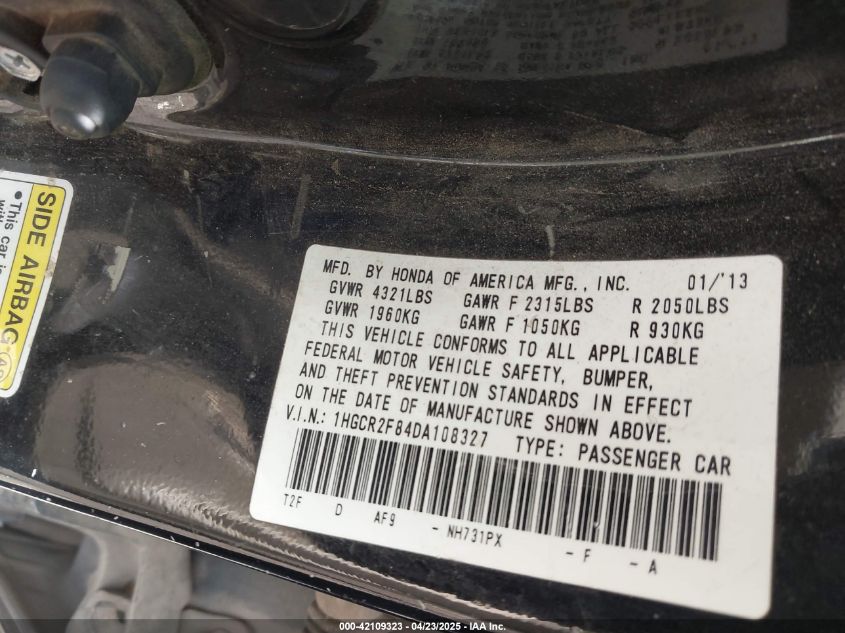 SIDE AIRBAG
•This car is
MFD. BY HONDA OF AMERICA MFG., INC. 01/'13
GVWR 4321LBS GAWR F 2315LBS R 2050LBS
GVWR 1960KG GAWR F 1050KG R 930KG
THIS VEHICLE CONFORMS TO ALL APPLICABLE
FEDERAL MOTOR VEHICLE SAFETY, BUMPER,
AND THEFT PREVENTION STANDARDS IN EFFECT
ON THE DATE OF MANUFACTURE SHOWN ABOVE.
V.I.N.: 1HGCR2F84DA108327 TYPE: PASSENGER CAR
T2F D AF9 - NH731PX - F - A
000-42109323 - 04/23/2025 - IAA Inc.